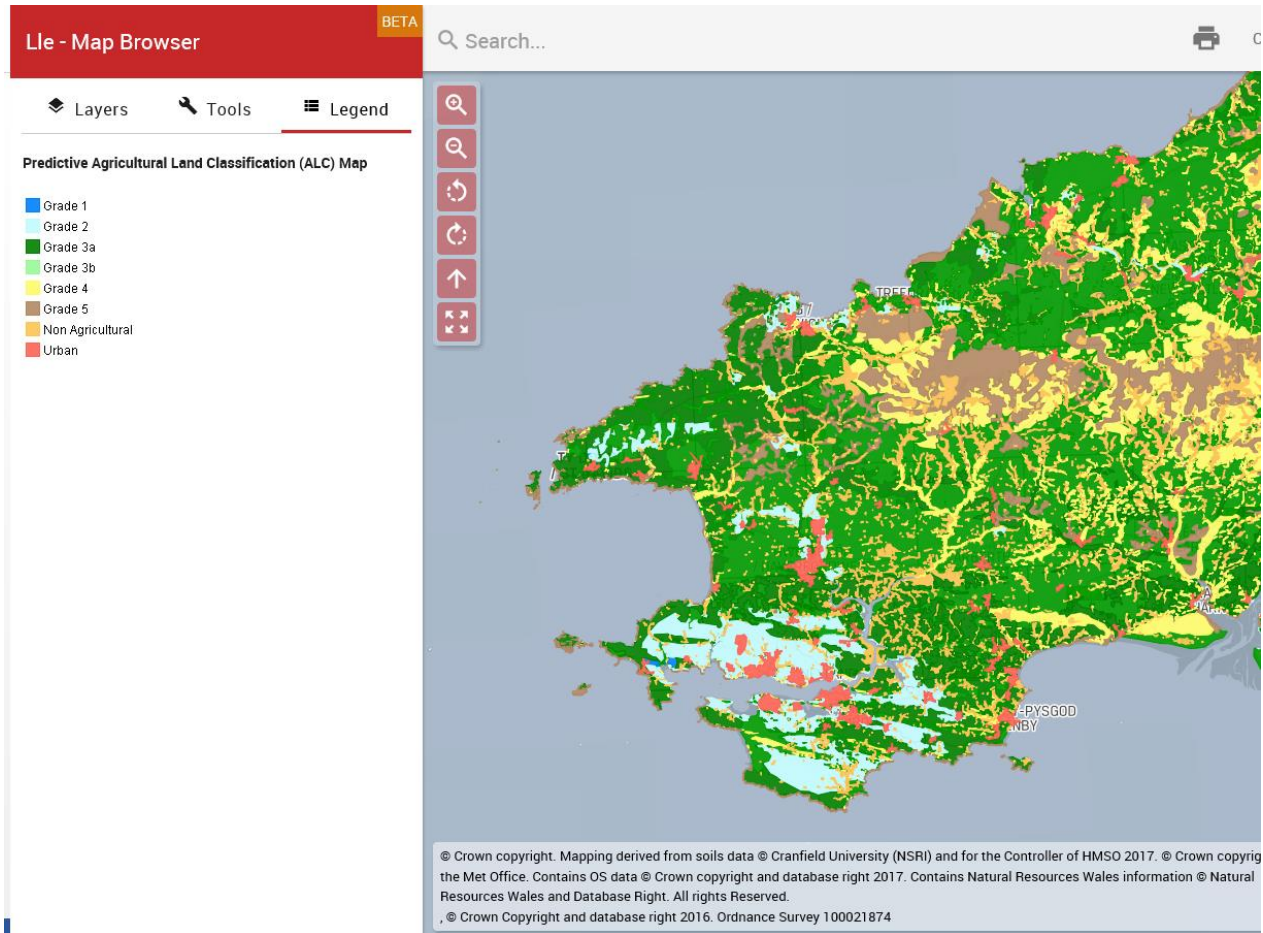 BETA
Lle - Map Browser
Search...
Layers
Tools
Legend
Predictive Agricultural Land Classification (ALC) Map
Grade 1
Grade 2
Grade 3a
Grade 3b
Grade 4
Grade 5
Non Agricultural
Urban
-PYSGOD
NBY
© Crown copyright. Mapping derived from soils data © Cranfield University (NSRI) and for the Controller of HMSO 2017. © Crown copyrig
the Met Office. Contains OS data © Crown copyright and database right 2017. Contains Natural Resources Wales information © Natural
Resources Wales and Database Right. All rights Reserved.
, © Crown Copyright and database right 2016. Ordnance Survey 100021874